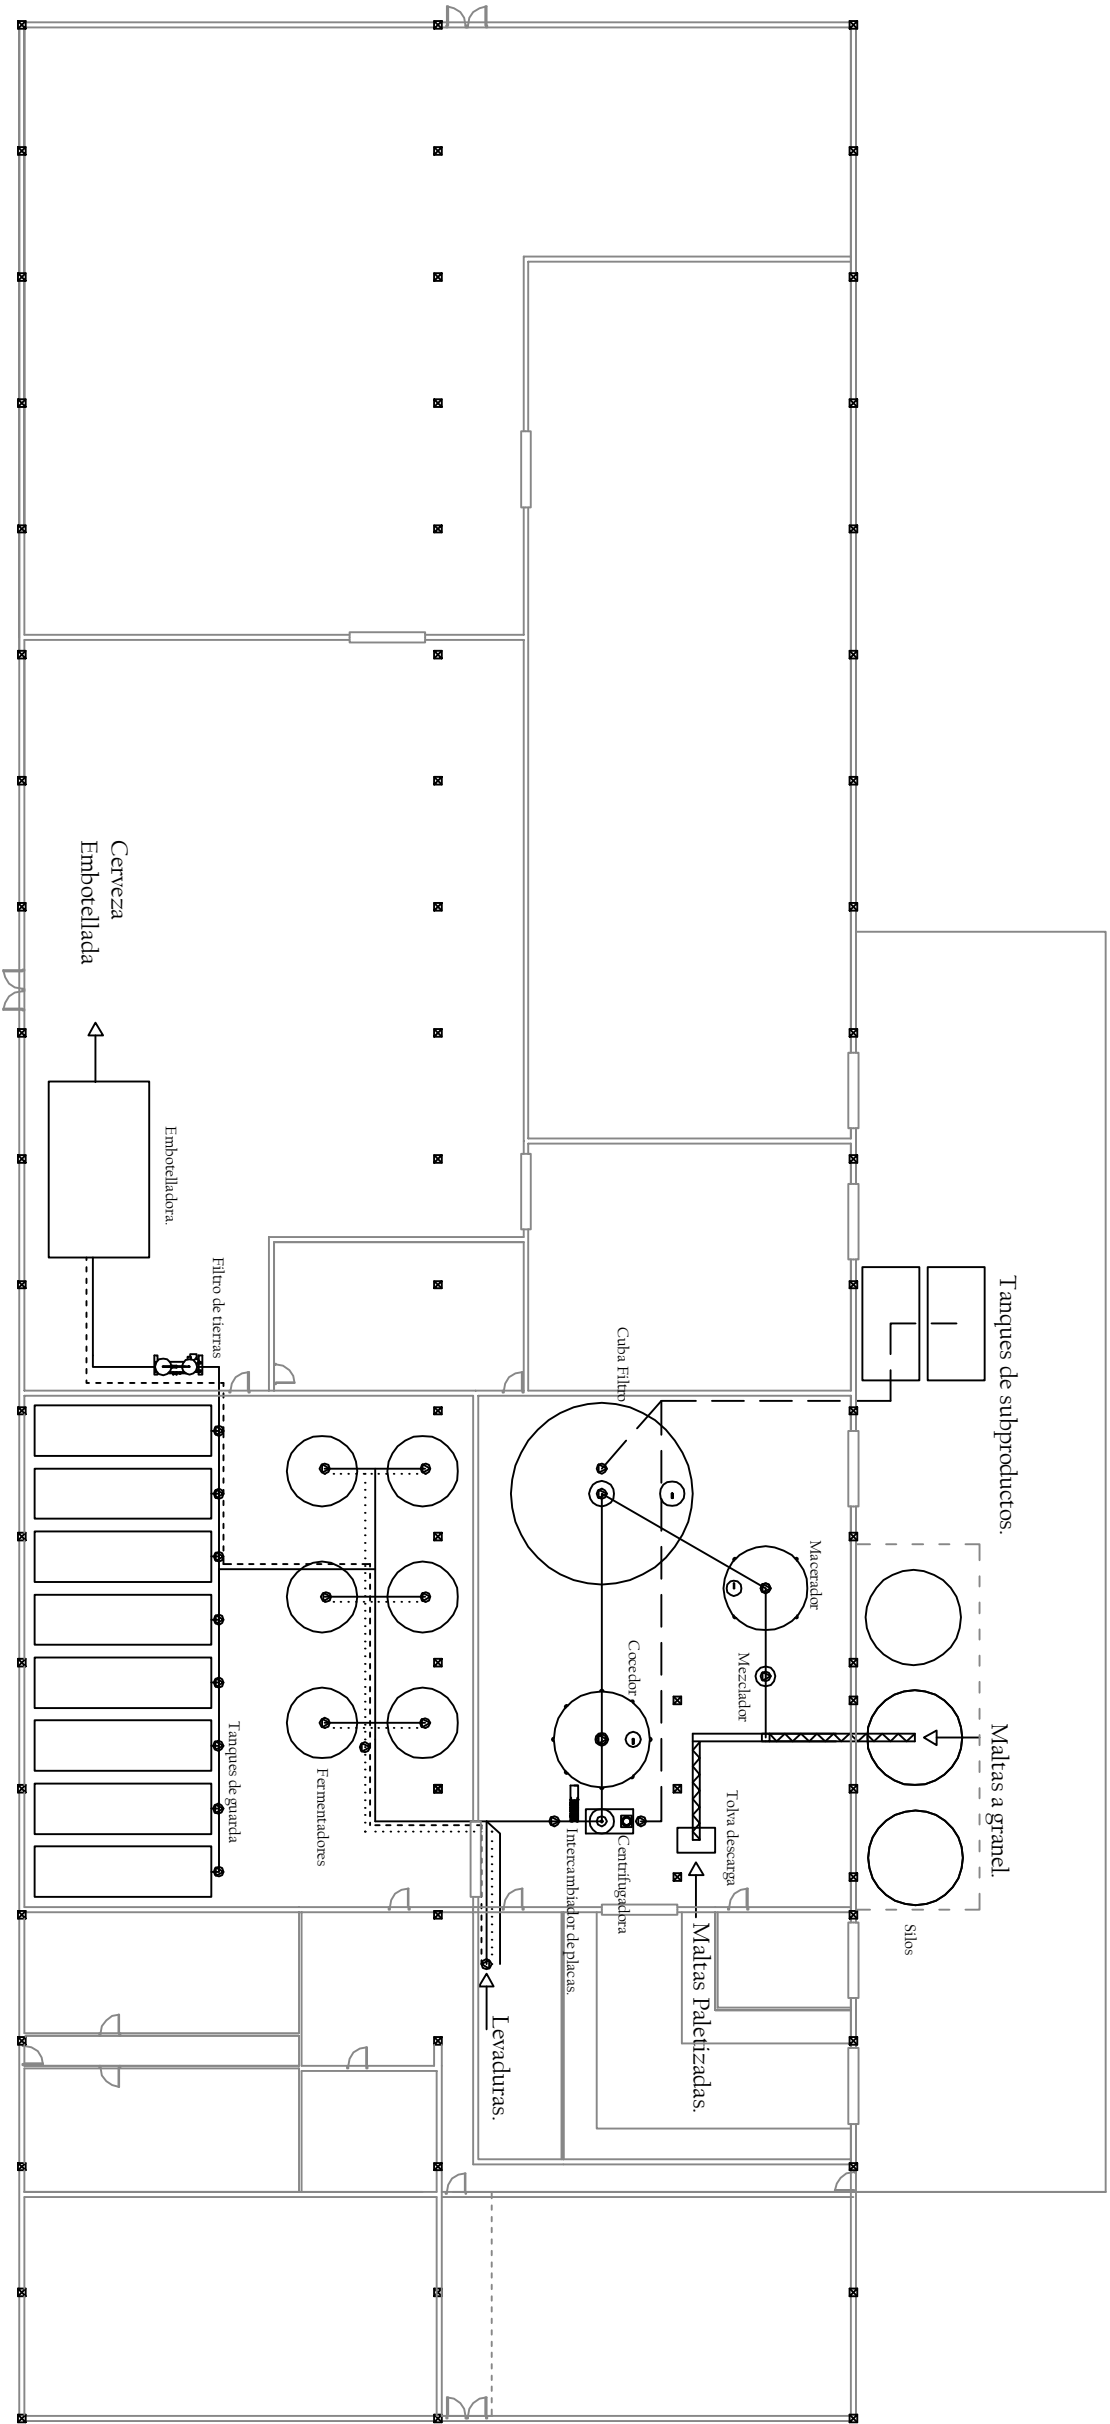 Cerveza
Embotellada
Embotelladora.
Filtro de tierras
Tanques de subproductos.
Cuba Filtro
Macerador
Mezclador
Cocedor
Maltas a granel.
Tanques de guarda
Fermentadores
Tolva descarga
Centrifugadora
Intercambiador de placas.
Silos
Maltas Paletizadas.
Levaduras.